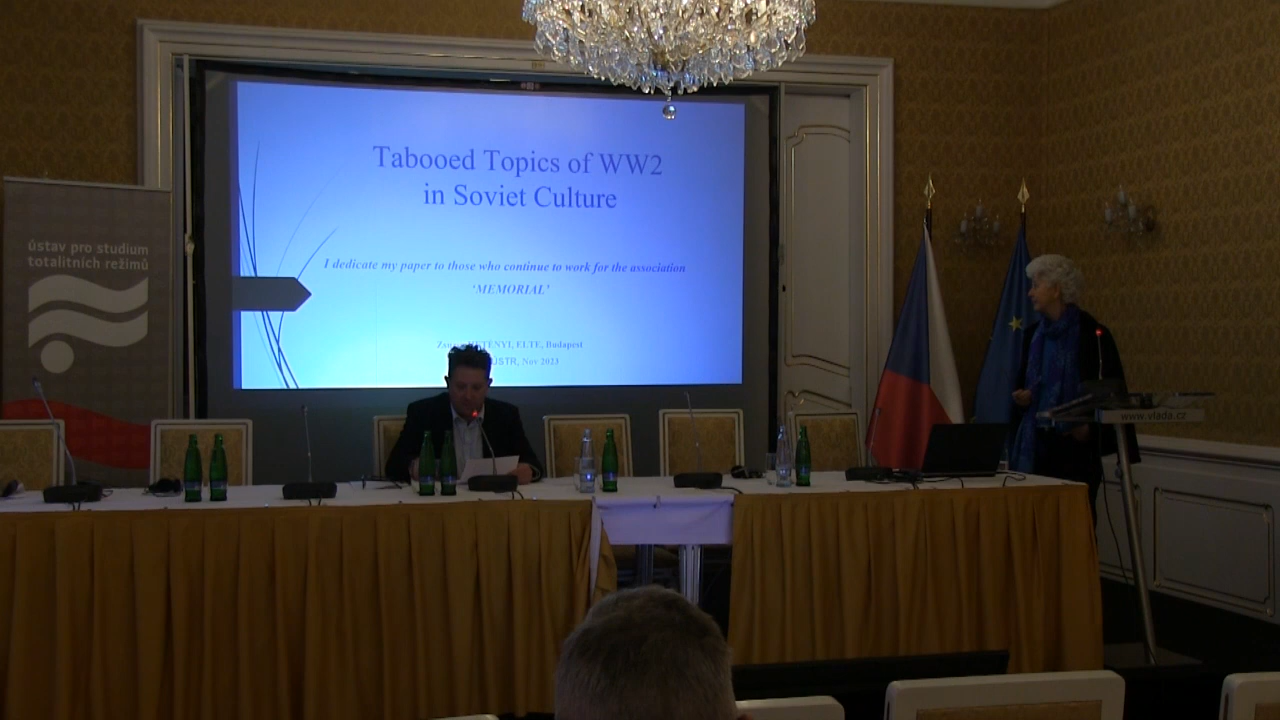 Tabooed Topics of WW2
in Soviet Culture
I dedicate my paper to those who continue to work for the association
‘MEMORIAL’
ELTE, Budapest
ÚSTR, Nov 2023
ústav pro studium
totalitních režimů
www.vlada.cz